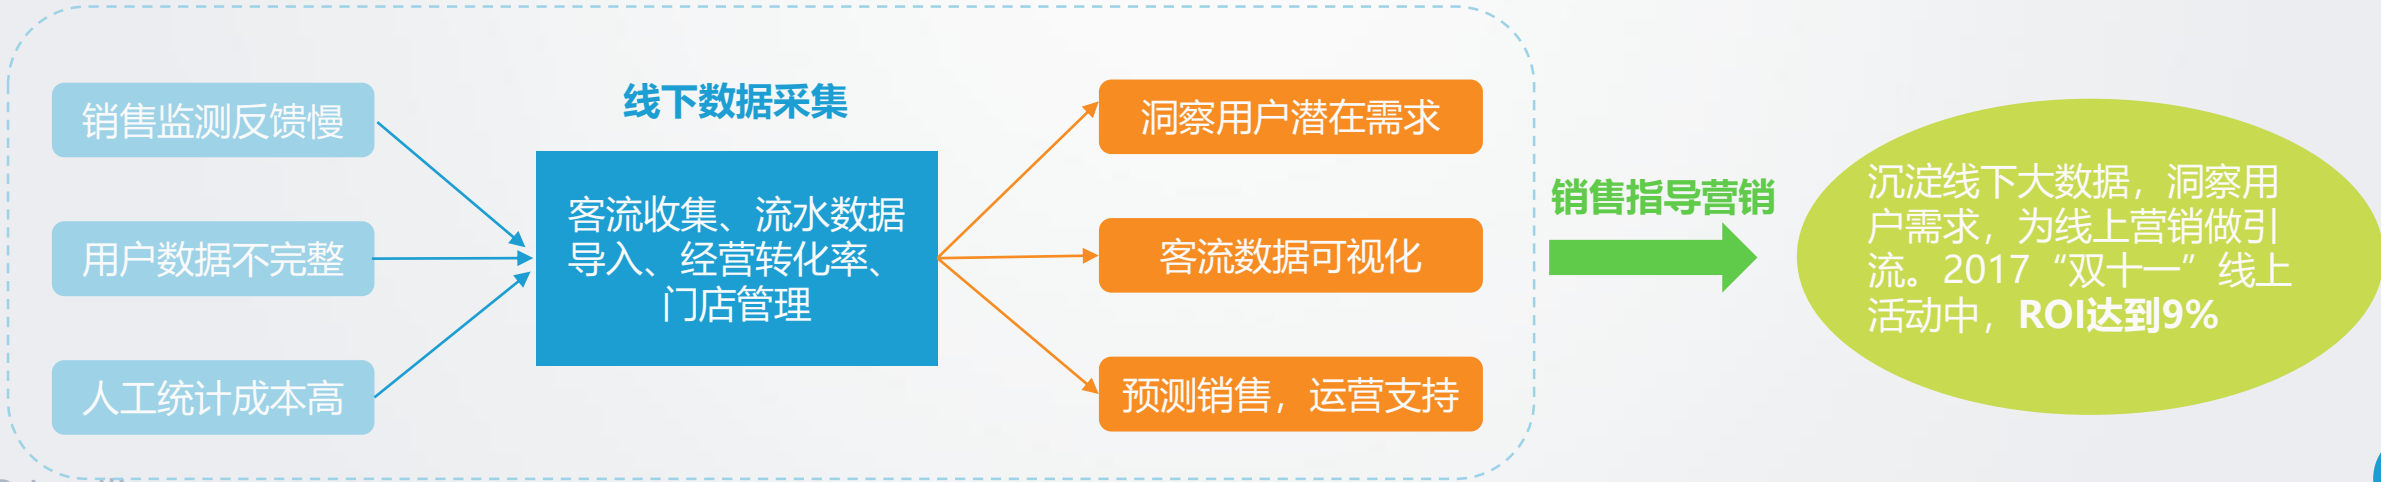 销售监测反馈慢
用户数据不完整
人工统计成本高
线下数据采集
客流收集、流水数据
导入、经营转化率、
门店管理
洞察用户潜在需求
客流数据可视化
预测销售，运营支持
销售指导营销
沉淀线下大数据，洞察用
户需求，为线上营销做引
流。2017“双十一”线上
活动中，ROI达到9%